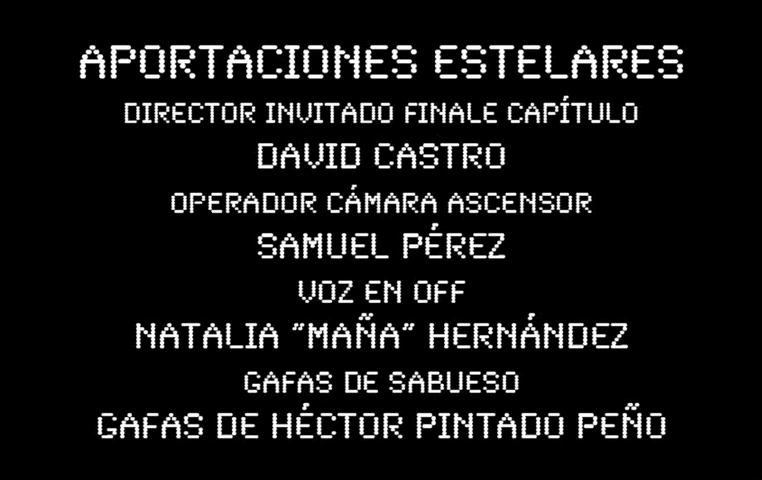 APORTACIONES ESTELARES
DIRECTOR INVITADO FINALE CAPÍTULO
DAVID CASTRO
OPERADOR CÁMARA ASCENSOR
SAMUEL PÉREZ
VOZ EN OFF
NATALIA "MAÑA" HERNÁNDEZ
GAFAS DE SABUESO
GAFAS DE HÉCTOR PINTADO PEÑO